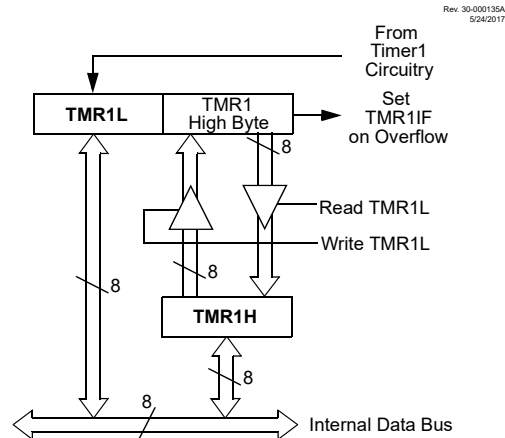 Rev. 30-000135A
5/24/2017
From
Timer1
Circuitry
TMR1L
TMR1
High Byte
Set
TMR1IF
on Overflow
8
Read TMR1L
Write TMR1L
8
8
TMR1H
8
8
Internal Data Bus